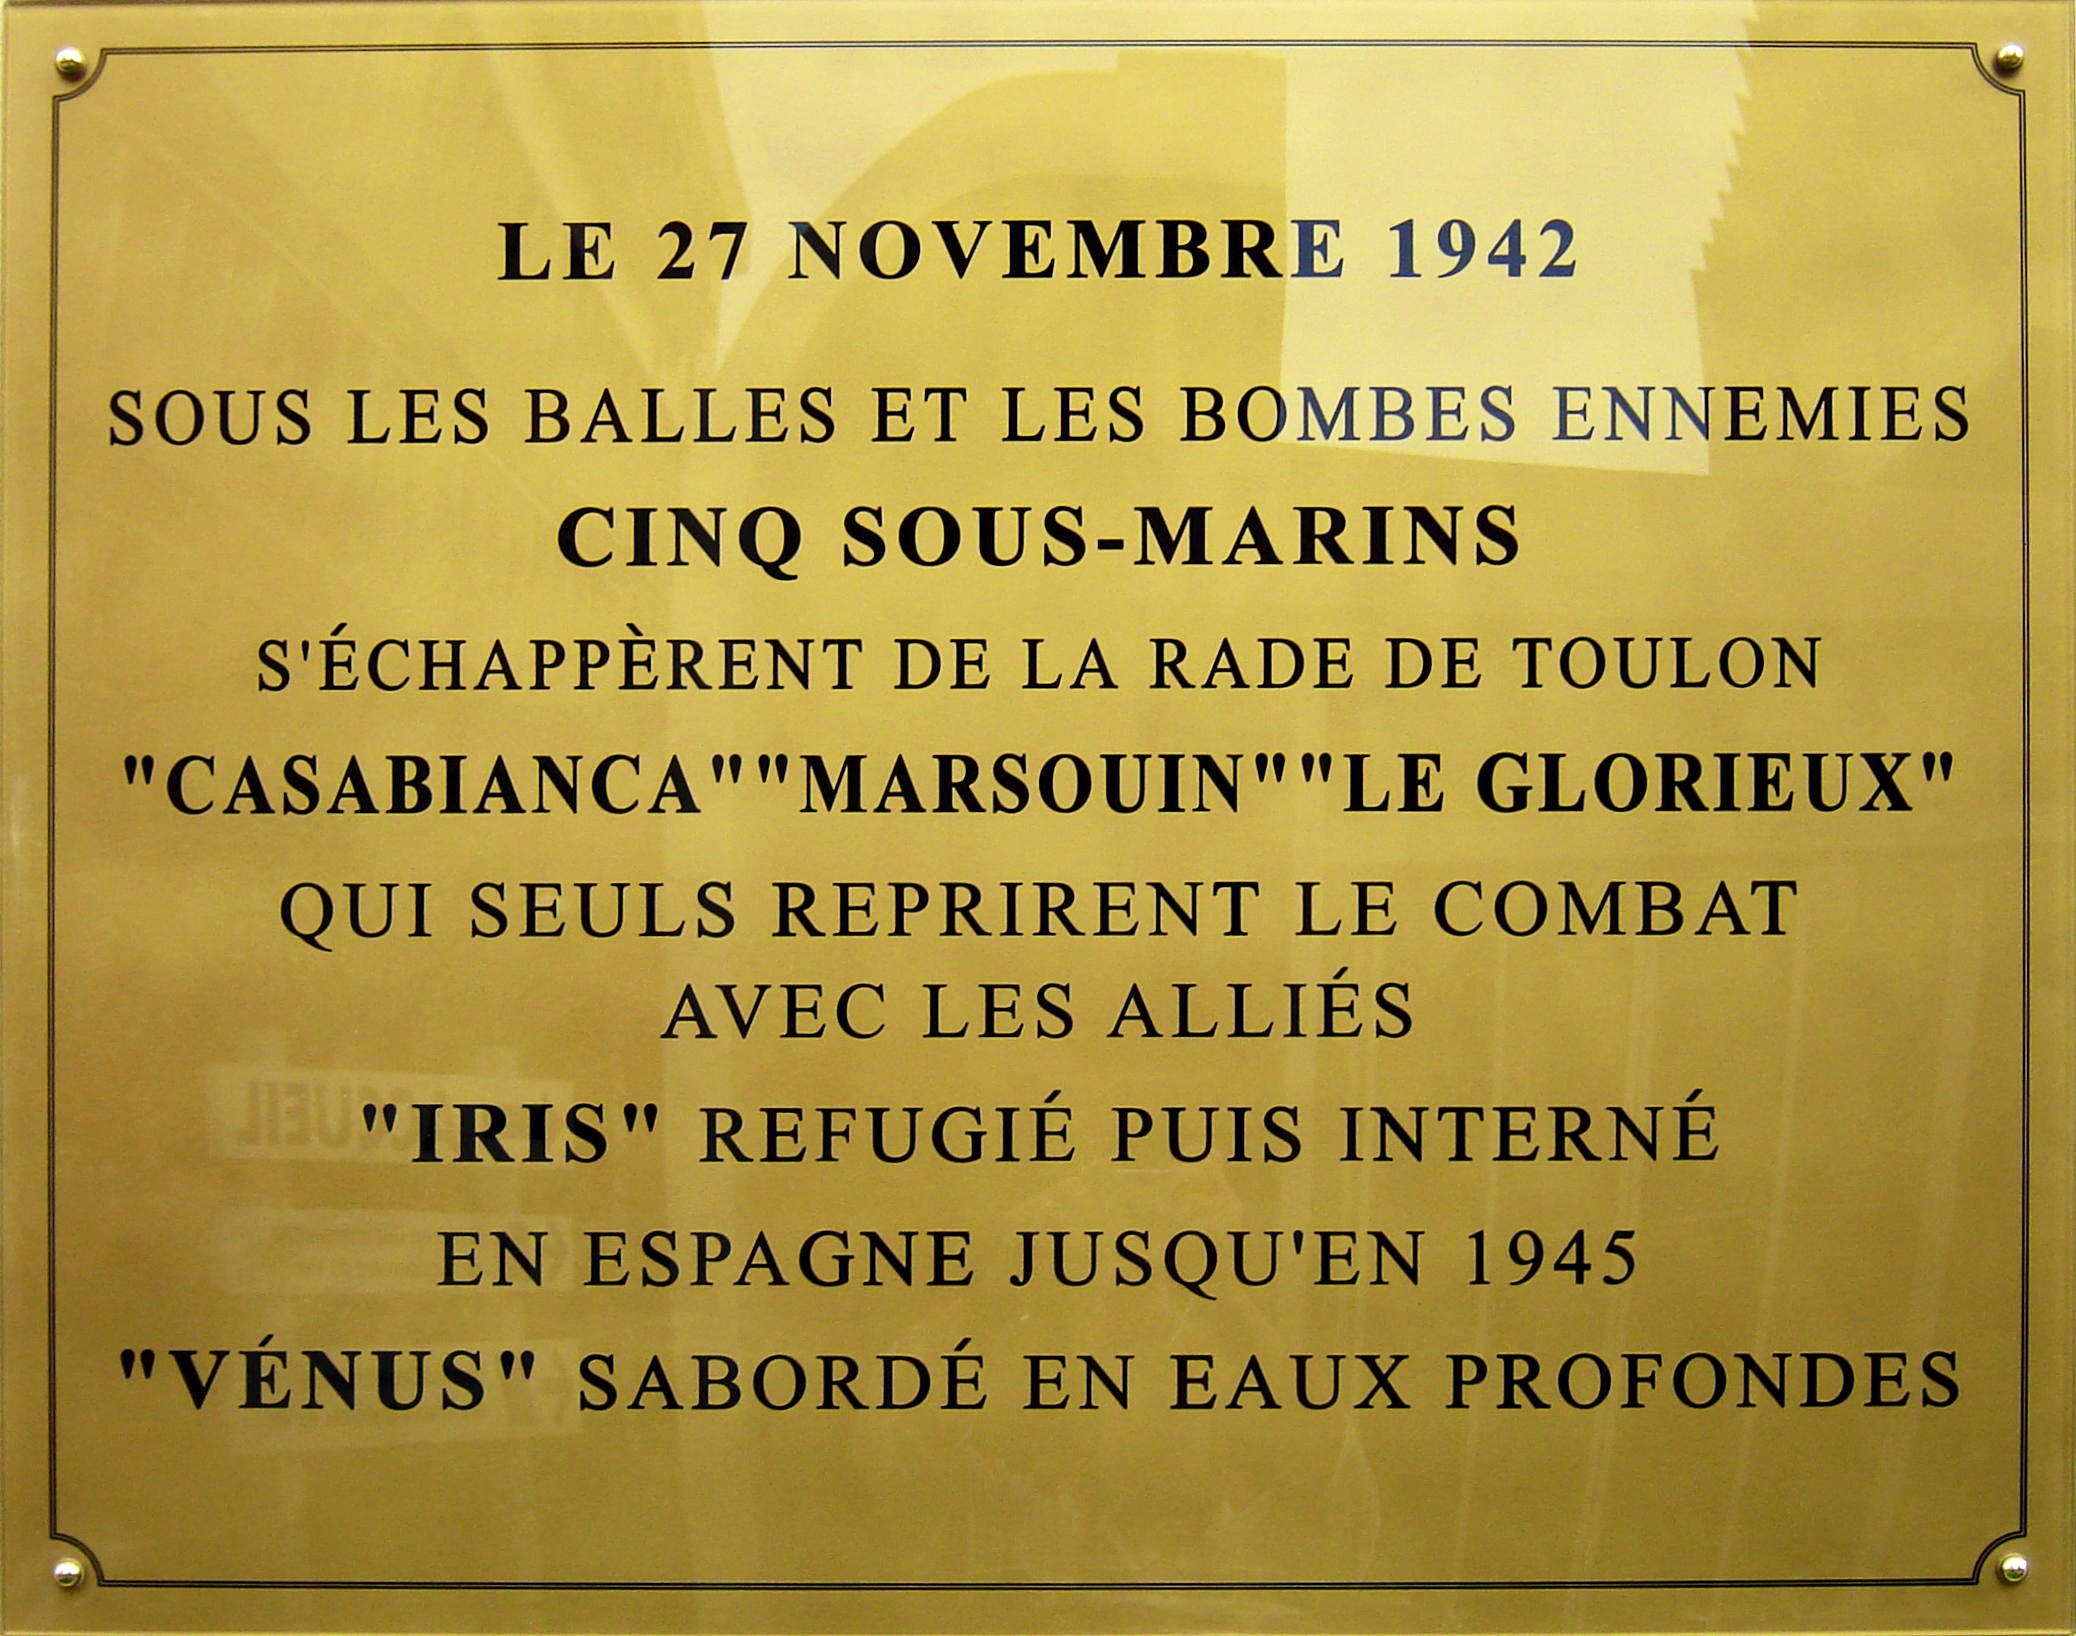 LE 27 NOVEMBRE 1942
SOUS LES BALLES ET LES BOMBES ENNEMIES
CINQ SOUS-MARINS
S'ÉCHAPPÈRENT DE LA RADE DE TOULON
"CASABIANCA""MARSOUIN""LE GLORIEUX"
QUI SEULS REPRIRENT LE COMBAT
AVEC LES ALLIÉS
"IRIS" REFUGIÉ PUIS INTERNÉ
EN ESPAGNE JUSQU'EN 1945
"VÉNUS" SABORDÉ EN EAUX PROFONDES